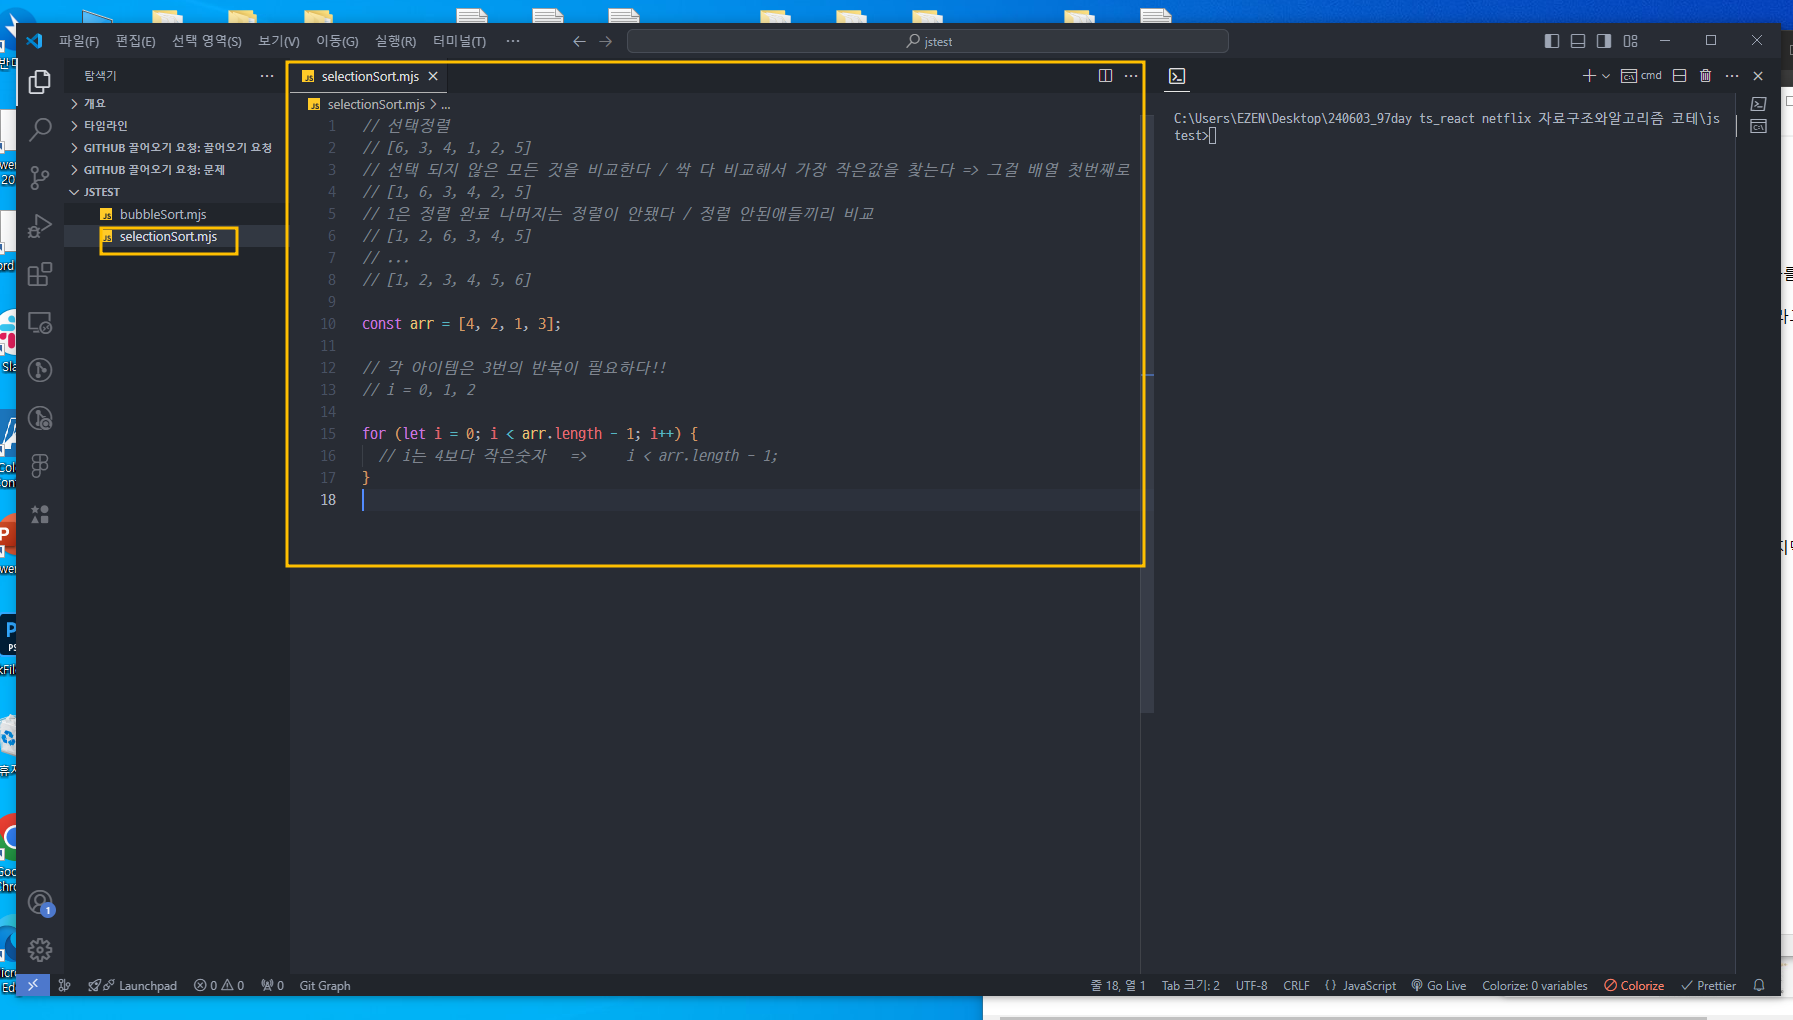 파일(F) 편집(E) 선택 영역(S) 보기(V) 이동(G) 실행(R) 터미널(T) ··· jstest
탐색기
개요
타임라인
GITHUB 끌어오기 요청: 끌어오기 요청
GITHUB 끌어오기 요청: 문제
JSTEST
JS bubbleSort.mjs
JS selectionSort.mjs
JS selectionSort.mjs
JS selectionSort.mjs > ...
1 // 선택정렬
2 // [6, 3, 4, 1, 2, 5]
3 // 선택 되지 않은 모든 것을 비교한다 / 싹 다 비교해서 가장 작은값을 찾는다 => 그걸 배열 첫번째로
4 // [1, 6, 3, 4, 2, 5]
5 // 1은 정렬 완료 나머지는 정렬이 안됐다 / 정렬 안된애들끼리 비교
6 // [1, 2, 6, 3, 4, 5]
7 // ...
8 // [1, 2, 3, 4, 5, 6]
9
10 const arr = [4, 2, 1, 3];
11
12 // 각 아이템은 3번의 반복이 필요하다!!
13 // i = 0, 1, 2
14
15 for (let i = 0; i < arr.length - 1; i++) {
16 // i는 4보다 작은숫자 => i < arr.length - 1;
17 }
18
cmd
C:\Users\EZEN\Desktop\240603_97day ts_react netflix 자료구조와알고리즘 코테\js
test>
1
Launchpad 0 0 0 Git Graph 줄 18, 열 1 Tab 크기: 2 UTF-8 CRLF {} JavaScript Go Live Colorize: 0 variables Colorize Prettier